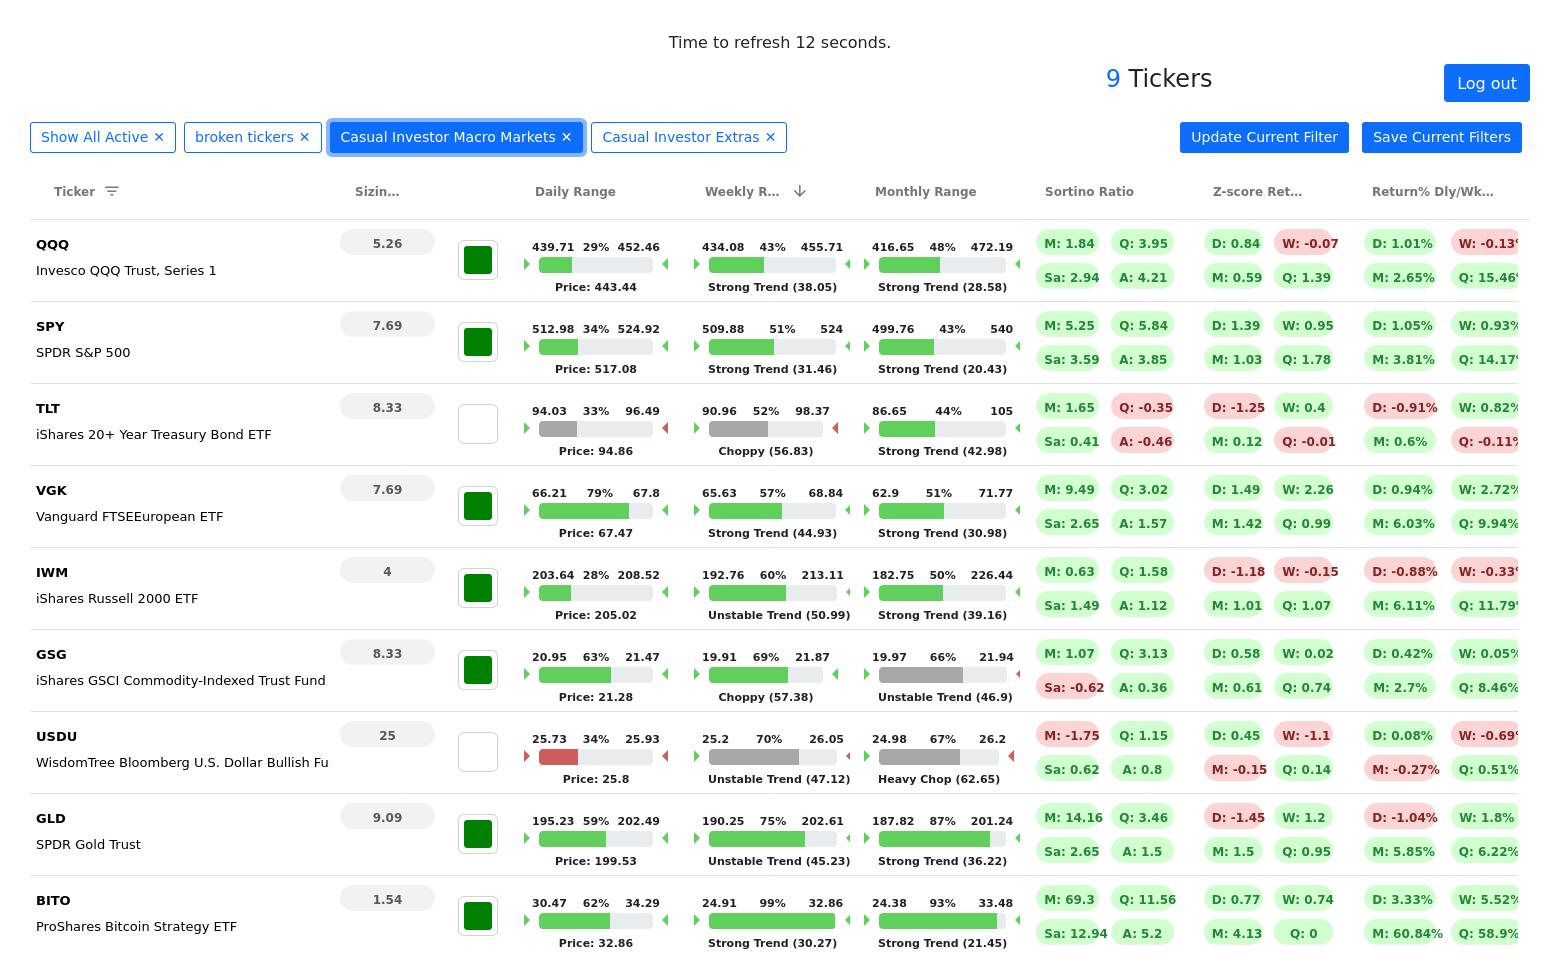 Time to refresh 12 seconds.
9 Tickers
Log out
Show All Active ✕ broken tickers ✕ Casual Investor Macro Markets ✕ Casual Investor Extras ✕ Update Current Filter Save Current Filters
Ticker Sizin... Daily Range Weekly R... Monthly Range Sortino Ratio Z-score Ret... Return% Dly/Wk...
QQQ 5.26 439.71 29% 452.46 434.08 43% 455.71 416.65 48% 472.19 M: 1.84 Q: 3.95 D: 0.84 W: -0.07 D: 1.01% W: -0.13%
Invesco QQQ Trust, Series 1 Price: 443.44 Strong Trend (38.05) Strong Trend (28.58) Sa: 2.94 A: 4.21 M: 0.59 Q: 1.39 M: 2.65% Q: 15.46%
SPY 7.69 512.98 34% 524.92 509.88 51% 524 499.76 43% 540 M: 5.25 Q: 5.84 D: 1.39 W: 0.95 D: 1.05% W: 0.93%
SPDR S&P 500 Price: 517.08 Strong Trend (31.46) Strong Trend (20.43) Sa: 3.59 A: 3.85 M: 1.03 Q: 1.78 M: 3.81% Q: 14.17%
TLT 8.33 94.03 33% 96.49 90.96 52% 98.37 86.65 44% 105 M: 1.65 Q: -0.35 D: -1.25 W: 0.4 D: -0.91% W: 0.82%
iShares 20+ Year Treasury Bond ETF Price: 94.86 Choppy (56.83) Strong Trend (42.98) Sa: 0.41 A: -0.46 M: 0.12 Q: -0.01 M: 0.6% Q: -0.11%
VGK 7.69 66.21 79% 67.8 65.63 57% 68.84 62.9 51% 71.77 M: 9.49 Q: 3.02 D: 1.49 W: 2.26 D: 0.94% W: 2.72%
Vanguard FTSEEuropean ETF Price: 67.47 Strong Trend (44.93) Strong Trend (30.98) Sa: 2.65 A: 1.57 M: 1.42 Q: 0.99 M: 6.03% Q: 9.94%
IWM 4 203.64 28% 208.52 192.76 60% 213.11 182.75 50% 226.44 M: 0.63 Q: 1.58 D: -1.18 W: -0.15 D: -0.88% W: -0.33%
iShares Russell 2000 ETF Price: 205.02 Unstable Trend (50.99) Strong Trend (39.16) Sa: 1.49 A: 1.12 M: 1.01 Q: 1.07 M: 6.11% Q: 11.79%
GSG 8.33 20.95 63% 21.47 19.91 69% 21.87 19.97 66% 21.94 M: 1.07 Q: 3.13 D: 0.58 W: 0.02 D: 0.42% W: 0.05%
iShares GSCI Commodity-Indexed Trust Fund Price: 21.28 Choppy (57.38) Unstable Trend (46.9) Sa: -0.62 A: 0.36 M: 0.61 Q: 0.74 M: 2.7% Q: 8.46%
USDU 25 25.73 34% 25.93 25.2 70% 26.05 24.98 67% 26.2 M: -1.75 Q: 1.15 D: 0.45 W: -1.1 D: 0.08% W: -0.69%
WisdomTree Bloomberg U.S. Dollar Bullish Fu Price: 25.8 Unstable Trend (47.12) Heavy Chop (62.65) Sa: 0.62 A: 0.8 M: -0.15 Q: 0.14 M: -0.27% Q: 0.51%
GLD 9.09 195.23 59% 202.49 190.25 75% 202.61 187.82 87% 201.24 M: 14.16 Q: 3.46 D: -1.45 W: 1.2 D: -1.04% W: 1.8%
SPDR Gold Trust Price: 199.53 Unstable Trend (45.23) Strong Trend (36.22) Sa: 2.65 A: 1.5 M: 1.5 Q: 0.95 M: 5.85% Q: 6.22%
BITO 1.54 30.47 62% 34.29 24.91 99% 32.86 24.38 93% 33.48 M: 69.3 Q: 11.56 D: 0.77 W: 0.74 D: 3.33% W: 5.52%
ProShares Bitcoin Strategy ETF Price: 32.86 Strong Trend (30.27) Strong Trend (21.45) Sa: 12.94 A: 5.2 M: 4.13 Q: 0 M: 60.84% Q: 58.9%